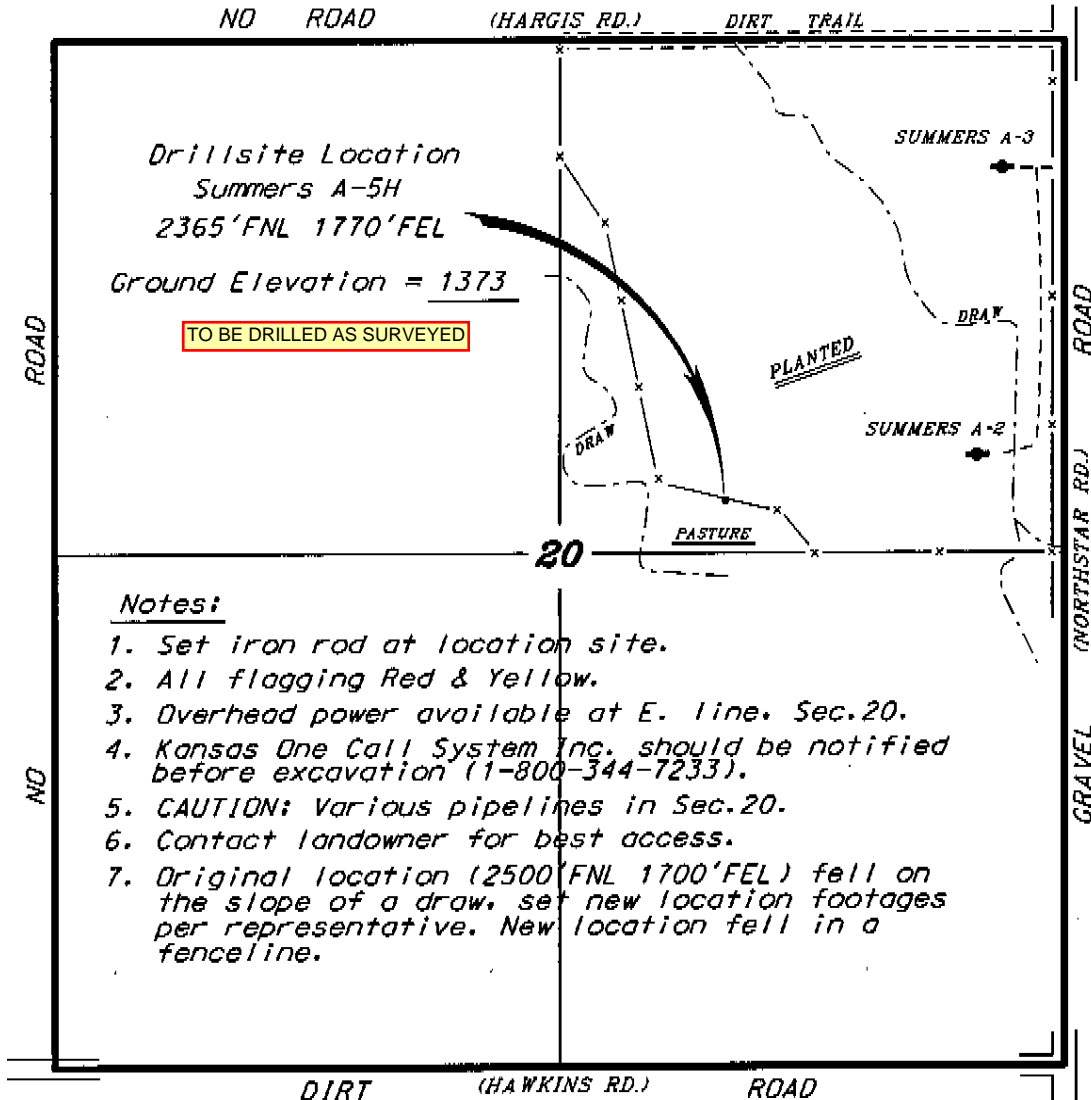 NO ROAD (HARGIS RD.) DIRT TRAIL
SUMMERS A-3
Drillsite Location
Summers A-5H
2365'FNL 1770'FEL
Ground Elevation = 1373
TO BE DRILLED AS SURVEYED
ROAD
DRAW
ROAD
PLANTED
DRAW
SUMMERS A-2
PASTURE
20
(NORTHSTAR RD.)
Notes:
1. Set iron rod at location site.
2. All flagging Red & Yellow.
3. Overhead power available at E. line. Sec.20.
4. Kansas One Call System Inc. should be notified
before excavation (1-800-344-7233).
5. CAUTION: Various pipelines in Sec.20.
6. Contact landowner for best access.
7. Original location (2500'FNL 1700'FEL) fell on
the slope of a draw. set new location footages
per representative. New location fell in a
fenceline.
NO
GRAVEL
DIRT (HAWKINS RD.) ROAD